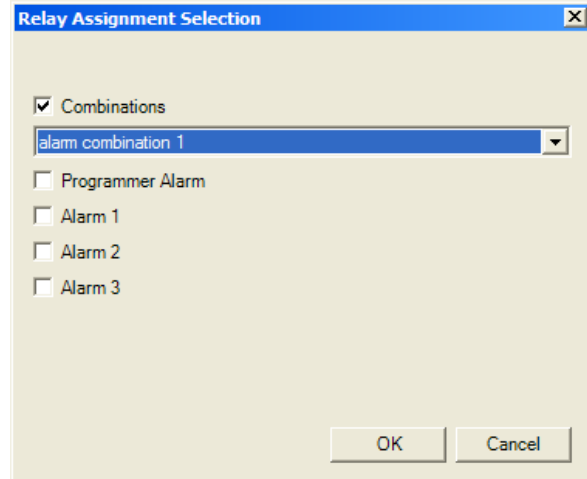 Relay Assignment Selection
Combinations
alarm combination 1
Programmer Alarm
Alarm 1
Alarm 2
Alarm 3
OK Cancel